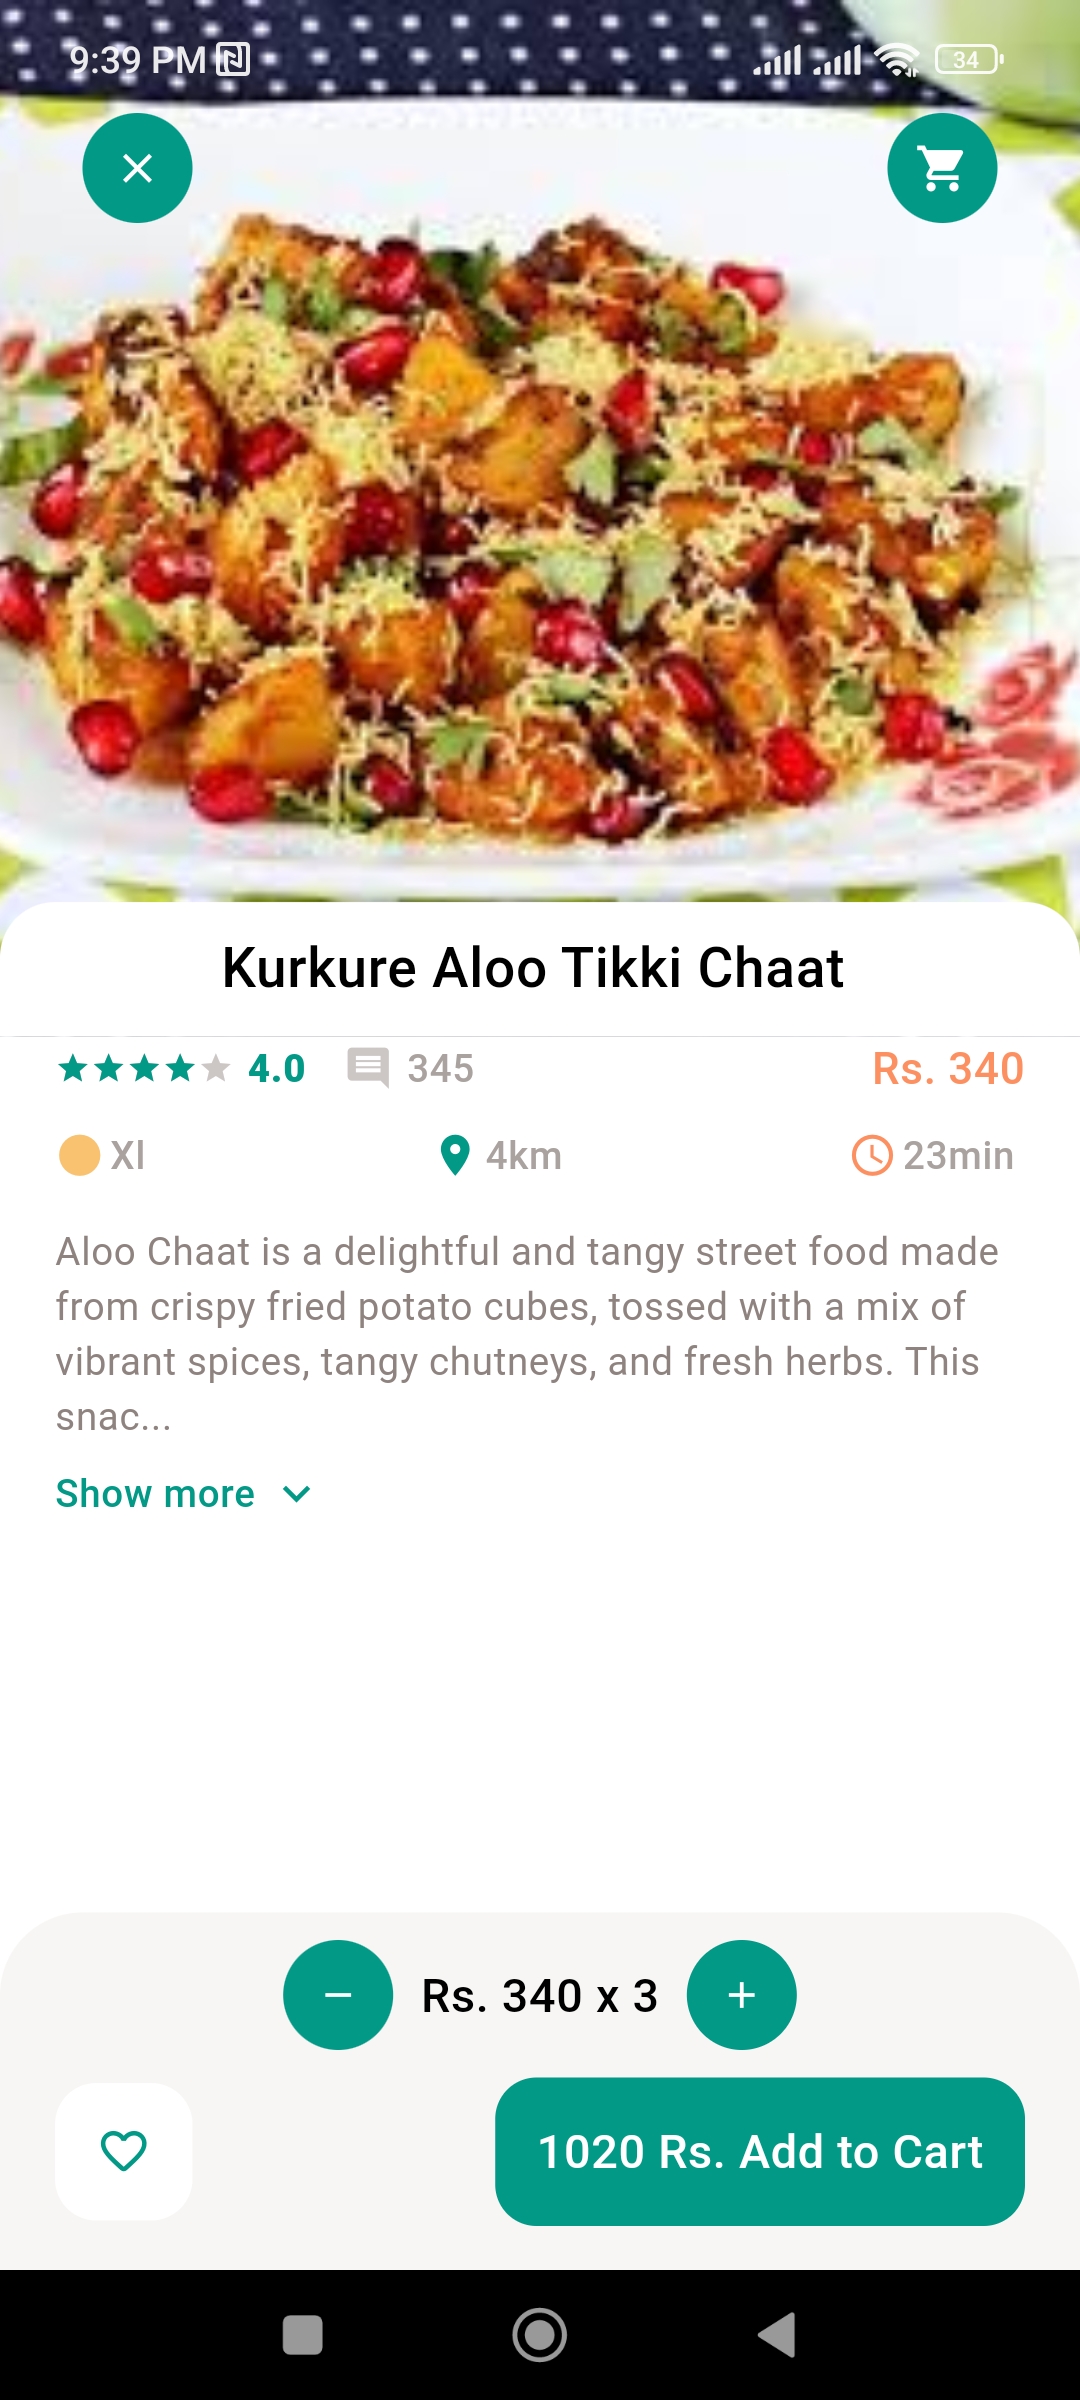 9:39 PM
34
Kurkure Aloo Tikki Chaat
4.0 345 Rs. 340
Xl 4km 23min
Aloo Chaat is a delightful and tangy street food made
from crispy fried potato cubes, tossed with a mix of
vibrant spices, tangy chutneys, and fresh herbs. This
snac...
Show more
− Rs. 340 x 3 +
1020 Rs. Add to Cart